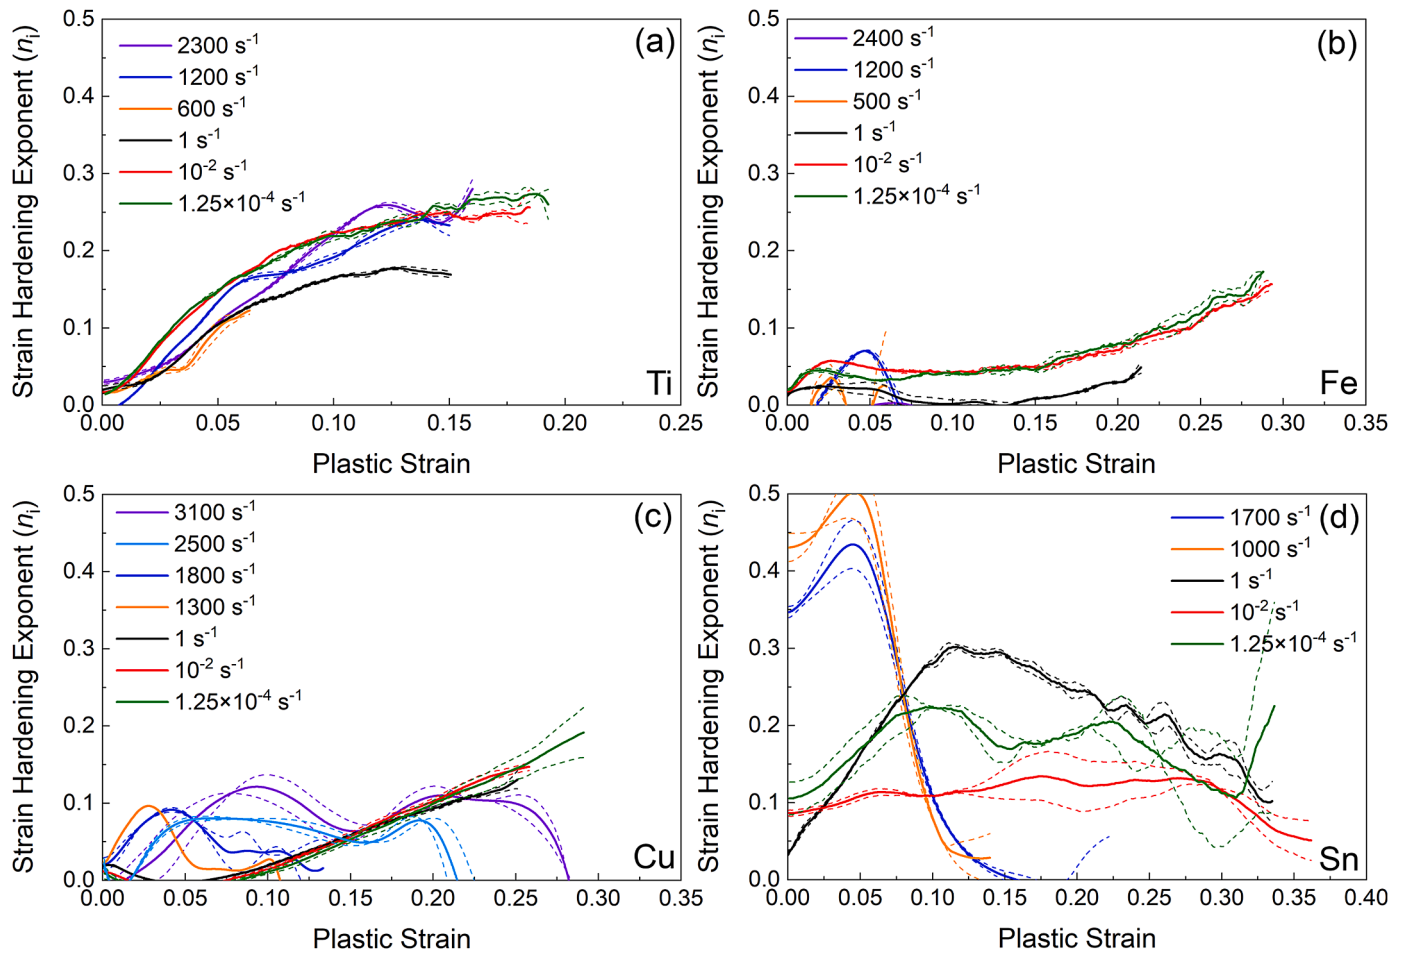 (a)
Strain Hardening Exponent (nᵢ)
0.5
0.4
0.3
0.2
0.1
0.0
2300 s⁻¹
1200 s⁻¹
600 s⁻¹
1 s⁻¹
10⁻² s⁻¹
1.25×10⁻⁴ s⁻¹
Ti
0.00 0.05 0.10 0.15 0.20 0.25
Plastic Strain
(b)
Strain Hardening Exponent (nᵢ)
0.5
0.4
0.3
0.2
0.1
0.0
2400 s⁻¹
1200 s⁻¹
500 s⁻¹
1 s⁻¹
10⁻² s⁻¹
1.25×10⁻⁴ s⁻¹
Fe
0.00 0.05 0.10 0.15 0.20 0.25 0.30 0.35
Plastic Strain
(c)
Strain Hardening Exponent (nᵢ)
0.5
0.4
0.3
0.2
0.1
0.0
3100 s⁻¹
2500 s⁻¹
1800 s⁻¹
1300 s⁻¹
1 s⁻¹
10⁻² s⁻¹
1.25×10⁻⁴ s⁻¹
Cu
0.00 0.05 0.10 0.15 0.20 0.25 0.30 0.35
Plastic Strain
(d)
Strain Hardening Exponent (nᵢ)
0.5
0.4
0.3
0.2
0.1
0.0
1700 s⁻¹
1000 s⁻¹
1 s⁻¹
10⁻² s⁻¹
1.25×10⁻⁴ s⁻¹
Sn
0.00 0.05 0.10 0.15 0.20 0.25 0.30 0.35 0.40
Plastic Strain